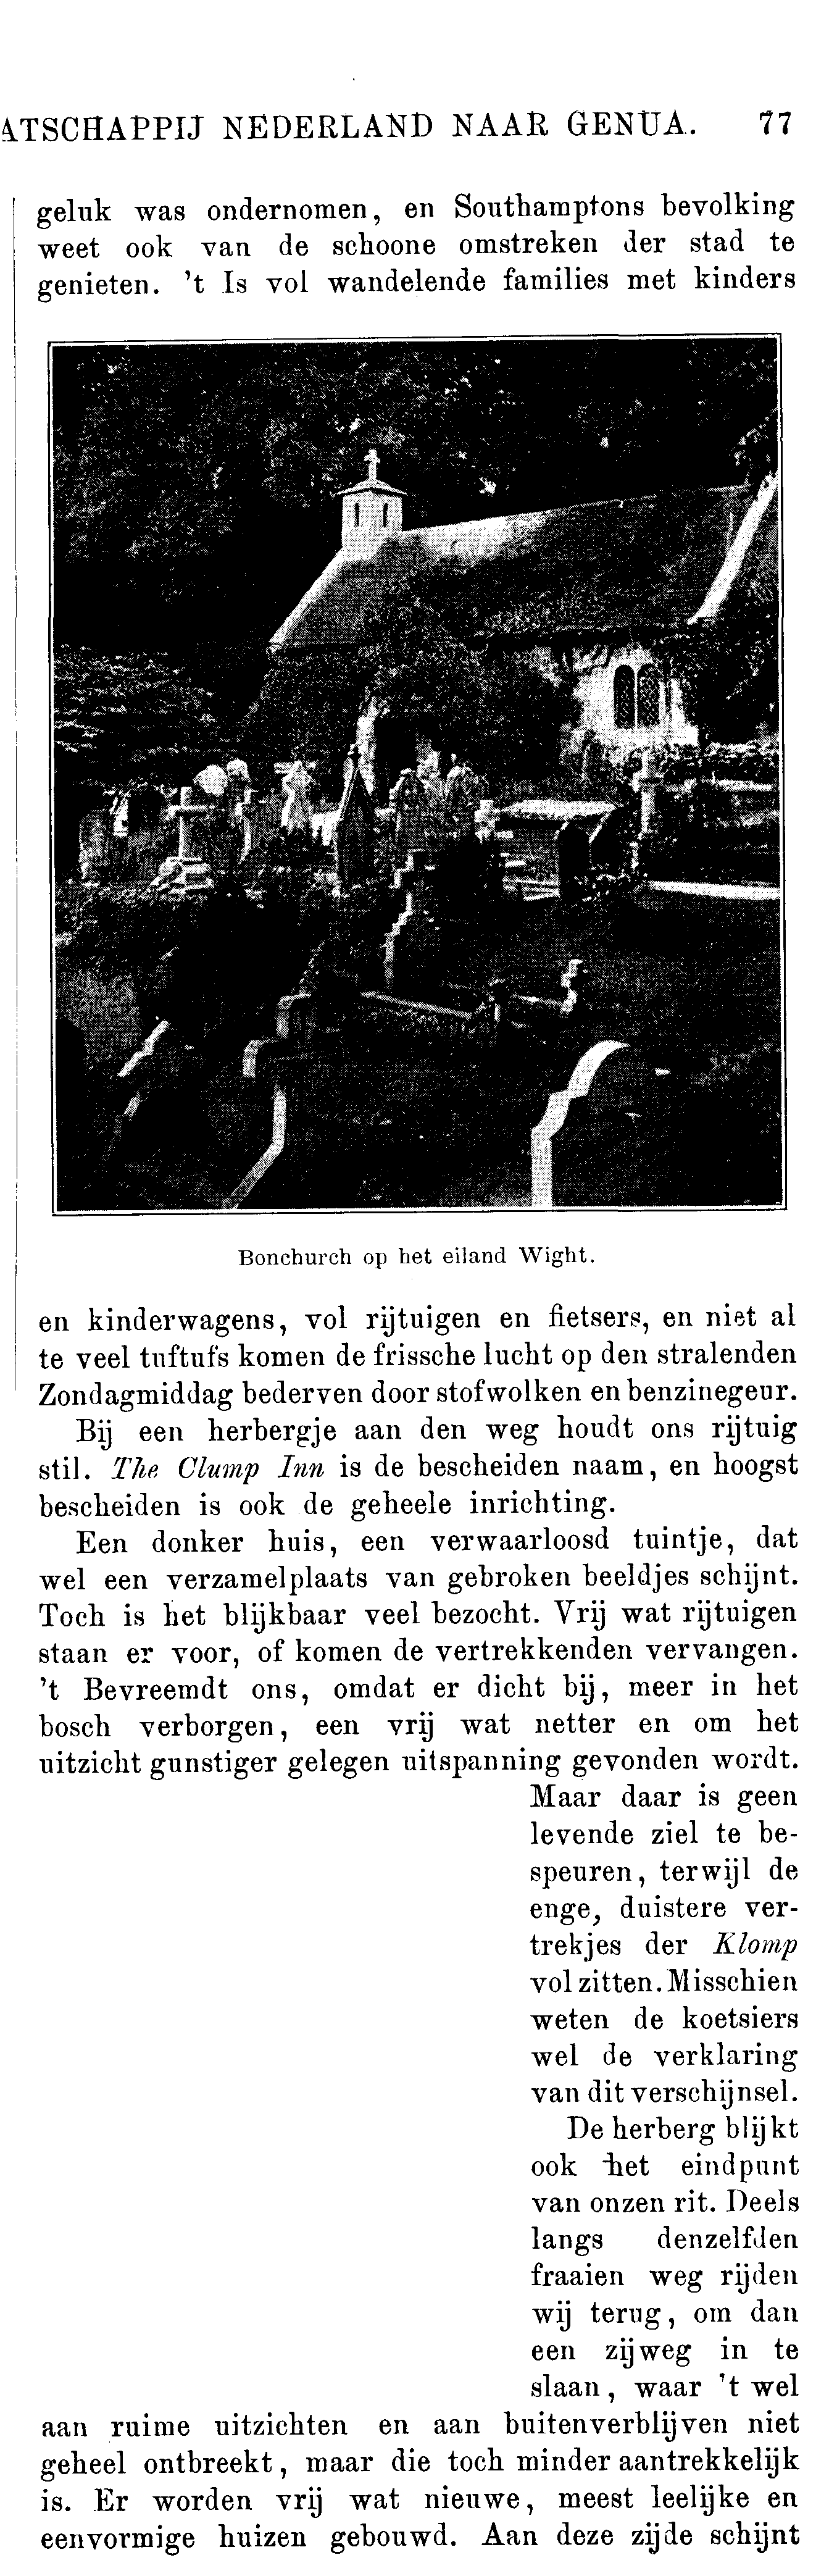 ATSCHAPPIJ NEDERLAND NAAR GENUA. 77
geluk was ondernomen, en Southamptons bevolking
weet ook van de schoone omstreken der stad te
genieten. 't Is vol wandelende families met kinders
Bonchurch op het eiland Wight.
en kinderwagens, vol rijtuigen en fietsers, en niet al
te veel tuftufs komen de frissche lucht op den stralenden
Zondagmiddag bederven door stofwolken en benzinegeur.
Bij een herbergje aan den weg houdt ons rijtuig
stil. The Clump Inn is de bescheiden naam, en hoogst
bescheiden is ook de geheele inrichting.
Een donker huis, een verwaarloosd tuintje, dat
wel een verzamelplaats van gebroken beeldjes schijnt.
Toch is het blijkbaar veel bezocht. Vrij wat rijtuigen
staan er voor, of komen de vertrekkenden vervangen.
't Bevreemdt ons, omdat er dicht bij, meer in het
bosch verborgen, een vrij wat netter en om het
uitzicht gunstiger gelegen uitspanning gevonden wordt.
Maar daar is geen
levende ziel te be-
speuren, terwijl de
enge, duistere ver-
trekjes der Klomp
vol zitten. Misschien
weten de koetsiers
wel de verklaring
van dit verschijnsel.
De herberg blijkt
ook het eindpunt
van onzen rit. Deels
langs denzelfden
fraaien weg rijden
wij terug, om dan
een zijweg in te
slaan, waar 't wel
aan ruime uitzichten en aan buitenverblijven niet
geheel ontbreekt, maar die toch minder aantrekkelijk
is. Er worden vrij wat nieuwe, meest leelijke en
eenvormige huizen gebouwd. Aan deze zijde schijnt